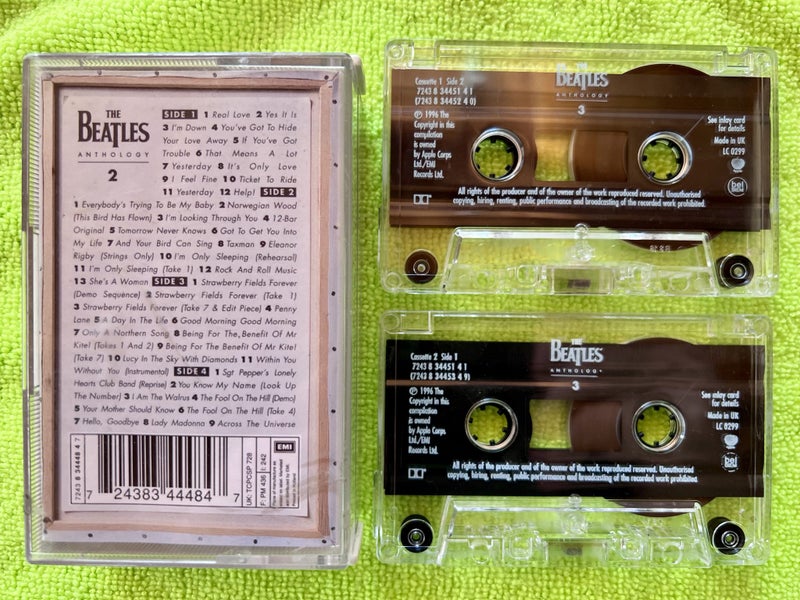 THE
BEATLES
ANTHOLOGY
2
SIDE 1 1 Real Love 2 Yes It Is
3 I'm Down 4 You've Got To Hide
Your Love Away 5 If You've Got
Trouble 6 That Means A Lot
7 Yesterday 8 It's Only Love
9 I Feel Fine 10 Ticket To Ride
11 Yesterday 12 Help! SIDE 2
1 Everybody's Trying To Be My Baby 2 Norwegian Wood
(This Bird Has Flown) 3 I'm Looking Through You 4 12-Bar
Original 5 Tomorrow Never Knows 6 Got To Get You Into
My Life 7 And Your Bird Can Sing 8 Taxman 9 Eleanor
Rigby (Strings Only) 10 I'm Only Sleeping (Rehearsal)
11 I'm Only Sleeping (Take 1) 12 Rock And Roll Music
13 She's A Woman SIDE 3 1 Strawberry Fields Forever
(Demo Sequence) 2 Strawberry Fields Forever (Take 1)
3 Strawberry Fields Forever (Take 7 & Edit Piece) 4 Penny
Lane 5 A Day In The Life 6 Good Morning Good Morning
7 Only A Northern Song 8 Being For The Benefit Of Mr
Kite! (Takes 1 And 2) 9 Being For The Benefit Of Mr Kite!
(Take 7) 10 Lucy In The Sky With Diamonds 11 Within You
Without You (Instrumental) SIDE 4 1 Sgt Pepper's Lonely
Hearts Club Band (Reprise) 2 You Know My Name (Look Up
The Number) 3 I Am The Walrus 4 The Fool On The Hill (Demo)
5 Your Mother Should Know 6 The Fool On The Hill (Take 4)
7 Hello, Goodbye 8 Lady Madonna 9 Across The Universe
7243 8 34448 4 7
7 24383 44484 7
UK: TCPCSP 728
F: PM 436 I: 242
EMI
Cassette 1 Side 2
7243 8 34451 4 1
(7243 8 34452 4 0)
℗ 1996 The
Copyright in this
compilation
is owned
by Apple Corps
Ltd./EMI
Records Ltd.
THE
BEATLES
ANTHOLOGY
3
See inlay card
for details
Made in UK
LC 0299
bel
All rights of the producer and of the owner of the work reproduced reserved. Unauthorised
copying, hiring, renting, public performance and broadcasting of the recorded work prohibited.
Cassette 2 Side 1
7243 8 34451 4 1
(7243 8 34453 4 9)
℗ 1996 The
Copyright in this
compilation
is owned
by Apple Corps
Ltd./EMI
Records Ltd.
THE
BEATLES
ANTHOLOGY
3
See inlay card
for details
Made in UK
LC 0299
bel
All rights of the producer and of the owner of the work reproduced reserved. Unauthorised
copying, hiring, renting, public performance and broadcasting of the recorded work prohibited.